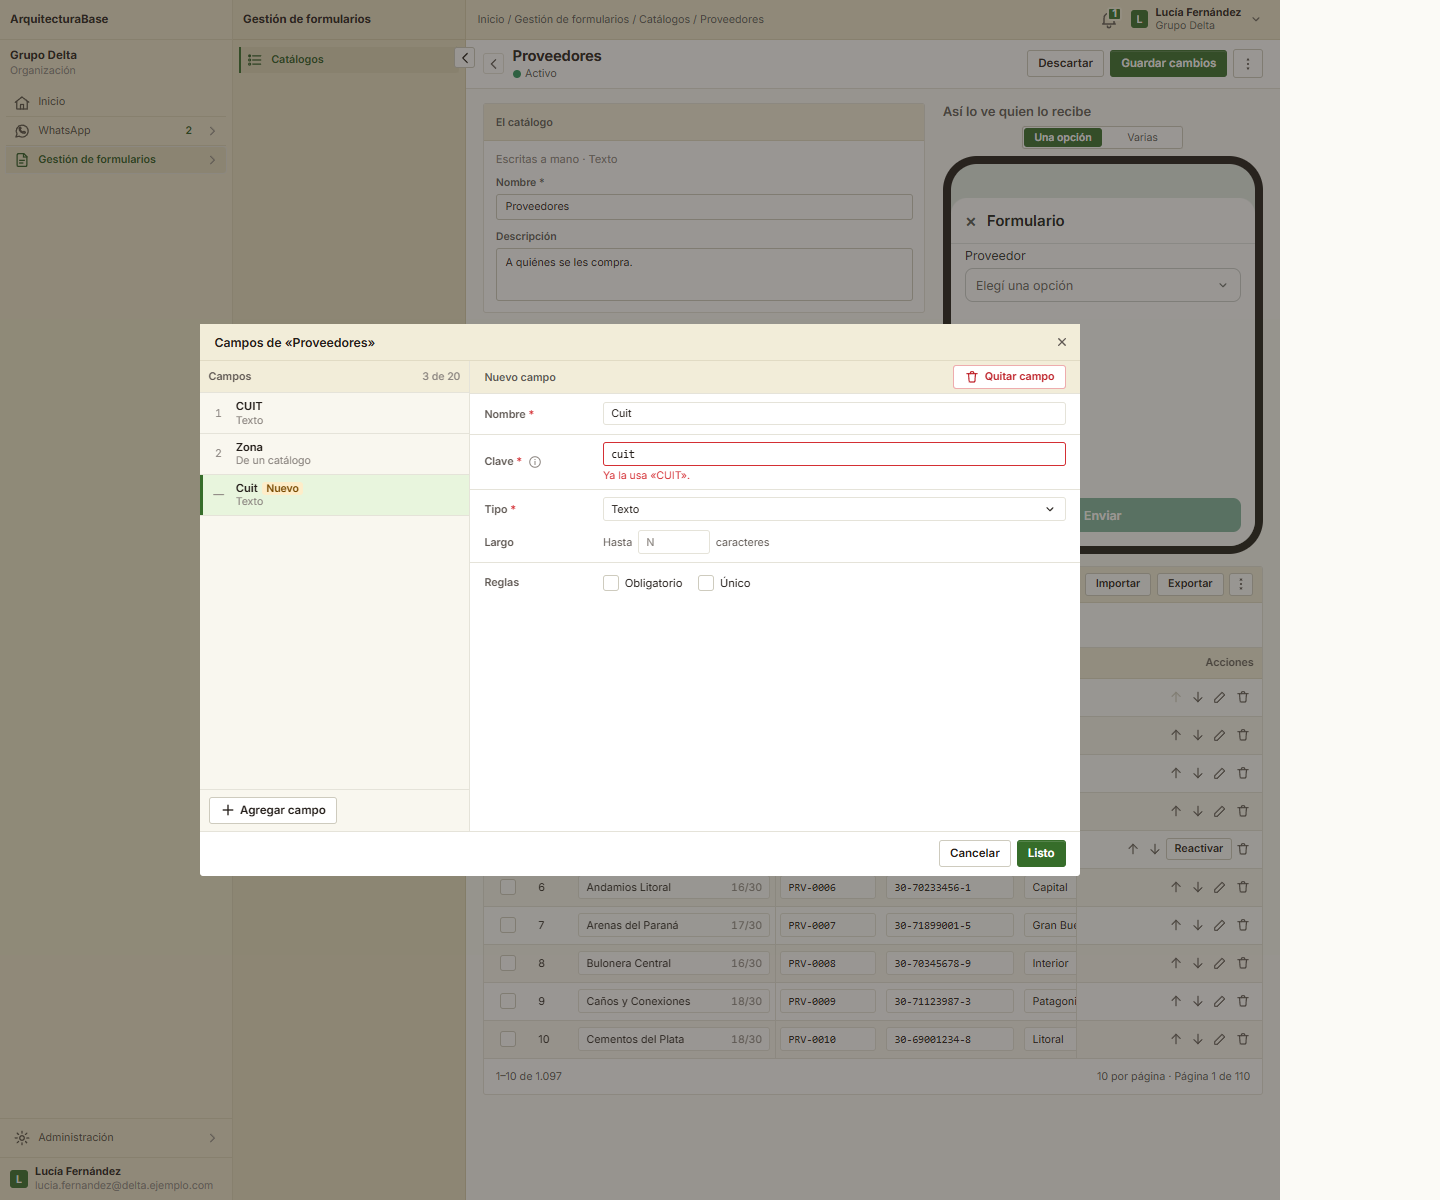 ArquitecturaBase
Gestión de formularios
Inicio / Gestión de formularios / Catálogos / Proveedores
1
L
Lucía Fernández
Grupo Delta
Grupo Delta
Organización
Inicio
WhatsApp
2
Gestión de formularios
Catálogos
Proveedores
Activo
Descartar
Guardar cambios
El catálogo
Escritas a mano · Texto
Nombre *
Proveedores
Descripción
A quiénes se les compra.
Así lo ve quien lo recibe
Una opción
Varias
Formulario
Proveedor
Elegí una opción
Enviar
Campos de «Proveedores»
Campos
3 de 20
1
CUIT
Texto
2
Zona
De un catálogo
—
Cuit
Nuevo
Texto
Agregar campo
Nuevo campo
Quitar campo
Nombre *
Cuit
Clave *
cuit
Ya la usa «CUIT».
Tipo *
Texto
Largo
Hasta
N
caracteres
Reglas
Obligatorio
Único
Cancelar
Listo
Importar
Exportar
Acciones
Reactivar
6
Andamios Litoral
16/30
PRV-0006
30-70233456-1
Capital
7
Arenas del Paraná
17/30
PRV-0007
30-71899001-5
Gran Bue
8
Bulonera Central
16/30
PRV-0008
30-70345678-9
Interior
9
Caños y Conexiones
18/30
PRV-0009
30-71123987-3
Patagoni
10
Cementos del Plata
18/30
PRV-0010
30-69001234-8
Litoral
1–10 de 1.097
10 por página · Página 1 de 110
Administración
L
Lucía Fernández
lucia.fernandez@delta.ejemplo.com